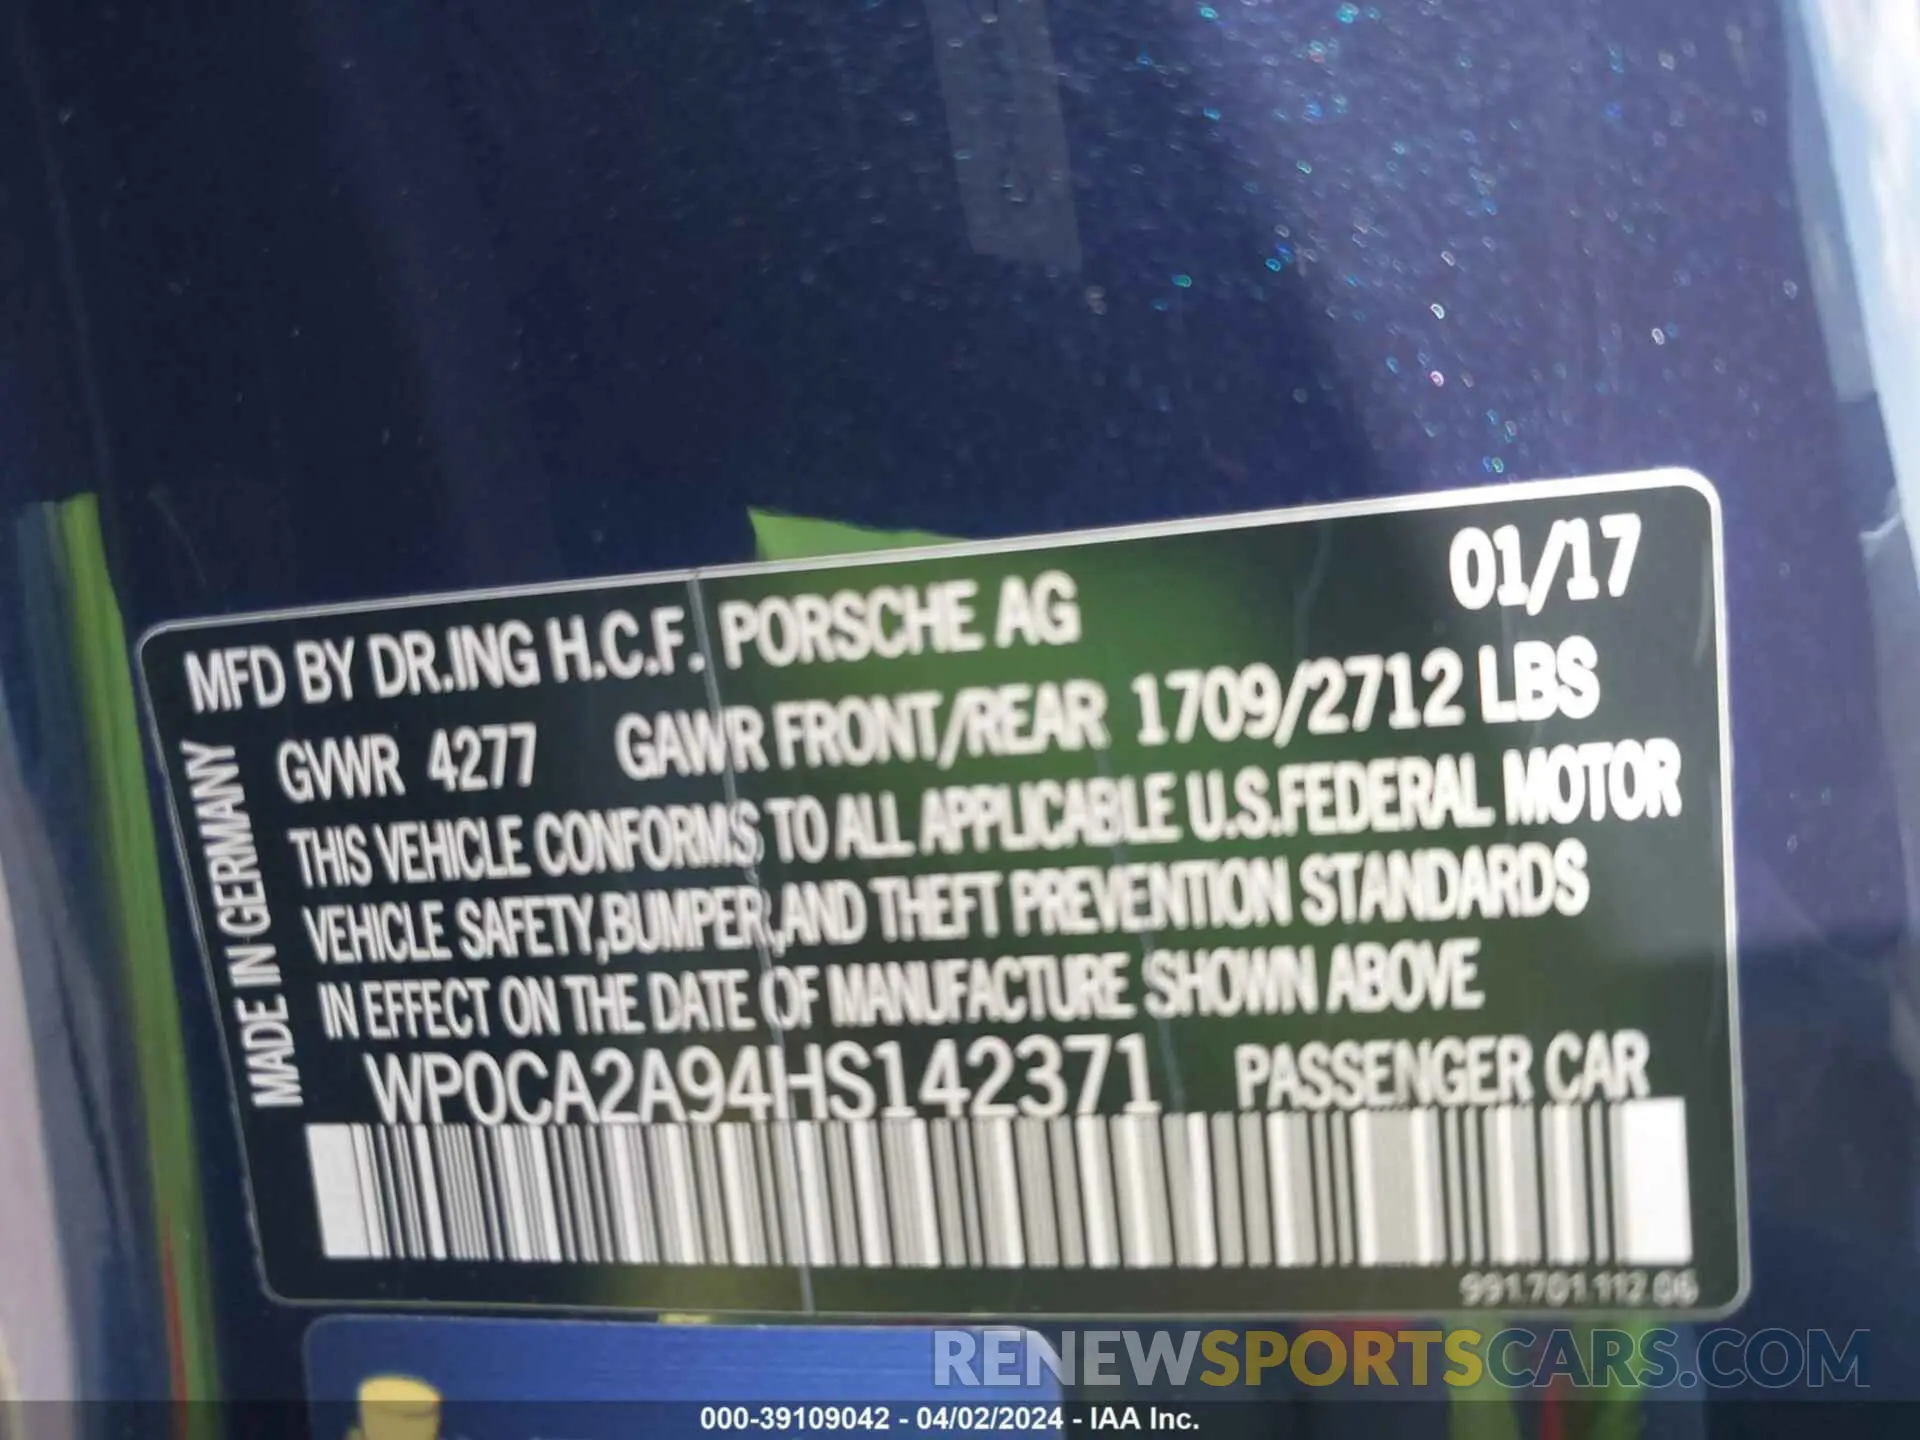 MFD BY DR.ING H.C.F. PORSCHE AG 01/17
GVWR 4277 GAWR FRONT/REAR 1709/2712 LBS
THIS VEHICLE CONFORMS TO ALL APPLICABLE U.S.FEDERAL MOTOR
VEHICLE SAFETY,BUMPER,AND THEFT PREVENTION STANDARDS
IN EFFECT ON THE DATE OF MANUFACTURE SHOWN ABOVE
WP0CA2A94HS142371 PASSENGER CAR
MADE IN GERMANY
991.701.112.06
RENEWSPORTSCARS.COM
000-39109042 - 04/02/2024 - IAA Inc.